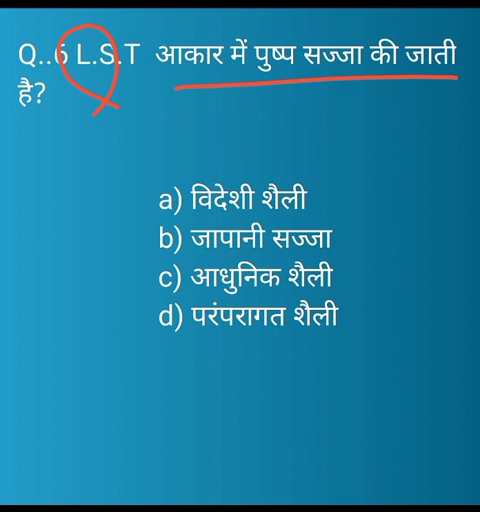 Q..6 L.S.T आकार में पुष्प सज्जा की जाती
है?
a) विदेशी शैली
b) जापानी सज्जा
c) आधुनिक शैली
d) परंपरागत शैली